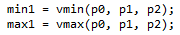 min1 = vmin(p0, p1, p2);
max1 = vmax(p0, p1, p2);